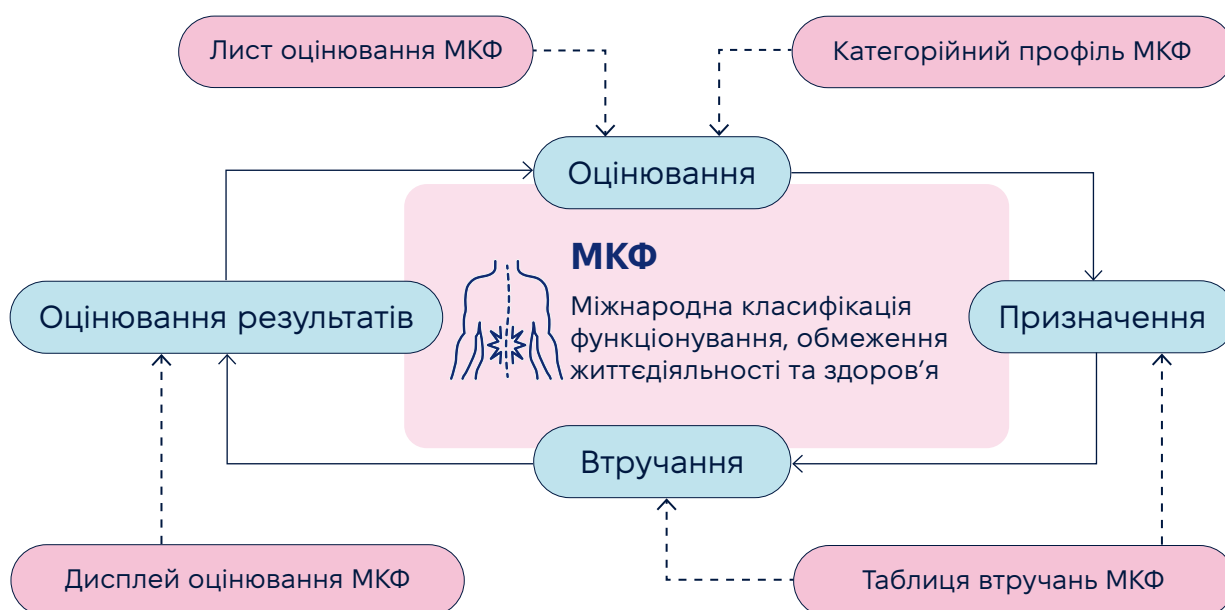 Лист оцінювання МКФ
Категорійний профіль МКФ
Оцінювання
МКФ
Міжнародна класифікація
функціонування, обмеження
життєдіяльності та здоров’я
Оцінювання результатів
Призначення
Втручання
Дисплей оцінювання МКФ
Таблиця втручань МКФ